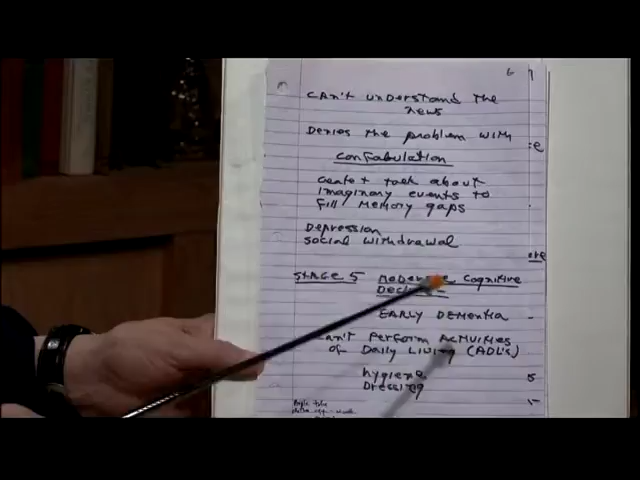 6
Can't understand the
news
Denies the problem with
confabulation
create + talk about
imaginary events to
fill memory gaps
Depression
social withdrawal
STAGE 5 Moderate Cognitive
EARLY DEMENTIA
Can't Perform Activities
of Daily Living (ADL's)
hygiene
Dressing